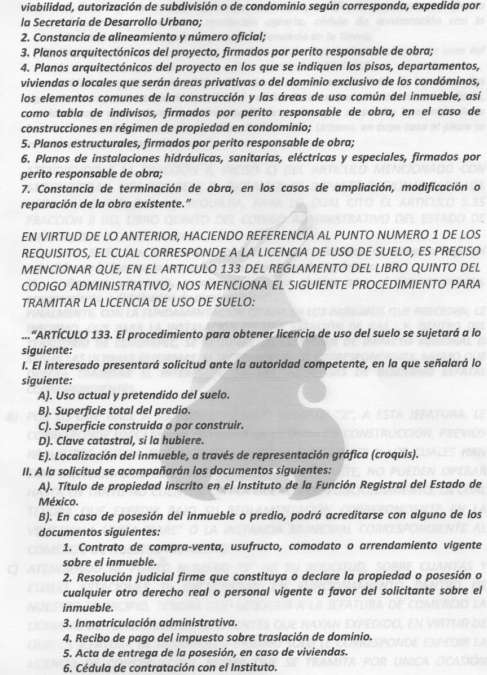 viabilidad, autorización de subdivisión o de condominio según corresponda, expedida por
la Secretaría de Desarrollo Urbano;
2. Constancia de alineamiento y número oficial;
3. Planos arquitectónicos del proyecto, firmados por perito responsable de obra;
4. Planos arquitectónicos del proyecto en los que se indiquen los pisos, departamentos,
viviendas o locales que serán áreas privativas o del dominio exclusivo de los condóminos,
los elementos comunes de la construcción y las áreas de uso común del inmueble, así
como tabla de indivisos, firmados por perito responsable de obra, en el caso de
construcciones en régimen de propiedad en condominio;
5. Planos estructurales, firmados por perito responsable de obra;
6. Planos de instalaciones hidráulicas, sanitarias, eléctricas y especiales, firmados por
perito responsable de obra;
7. Constancia de terminación de obra, en los casos de ampliación, modificación o
reparación de la obra existente.”
EN VIRTUD DE LO ANTERIOR, HACIENDO REFERENCIA AL PUNTO NUMERO 1 DE LOS
REQUISITOS, EL CUAL CORRESPONDE A LA LICENCIA DE USO DE SUELO, ES PRECISO
MENCIONAR QUE, EN EL ARTICULO 133 DEL REGLAMENTO DEL LIBRO QUINTO DEL
CODIGO ADMINISTRATIVO, NOS MENCIONA EL SIGUIENTE PROCEDIMIENTO PARA
TRAMITAR LA LICENCIA DE USO DE SUELO:
...“ARTÍCULO 133. El procedimiento para obtener licencia de uso del suelo se sujetará a lo
siguiente:
I. El interesado presentará solicitud ante la autoridad competente, en la que señalará lo
siguiente:
A). Uso actual y pretendido del suelo.
B). Superficie total del predio.
C). Superficie construida o por construir.
D). Clave catastral, si la hubiere.
E). Localización del inmueble, a través de representación gráfica (croquis).
II. A la solicitud se acompañarán los documentos siguientes:
A). Título de propiedad inscrito en el Instituto de la Función Registral del Estado de
México.
B). En caso de posesión del inmueble o predio, podrá acreditarse con alguno de los
documentos siguientes:
1. Contrato de compra-venta, usufructo, comodato o arrendamiento vigente
sobre el inmueble.
2. Resolución judicial firme que constituya o declare la propiedad o posesión o
cualquier otro derecho real o personal vigente a favor del solicitante sobre el
inmueble.
3. Inmatriculación administrativa.
4. Recibo de pago del impuesto sobre traslación de dominio.
5. Acta de entrega de la posesión, en caso de viviendas.
6. Cédula de contratación con el Instituto.